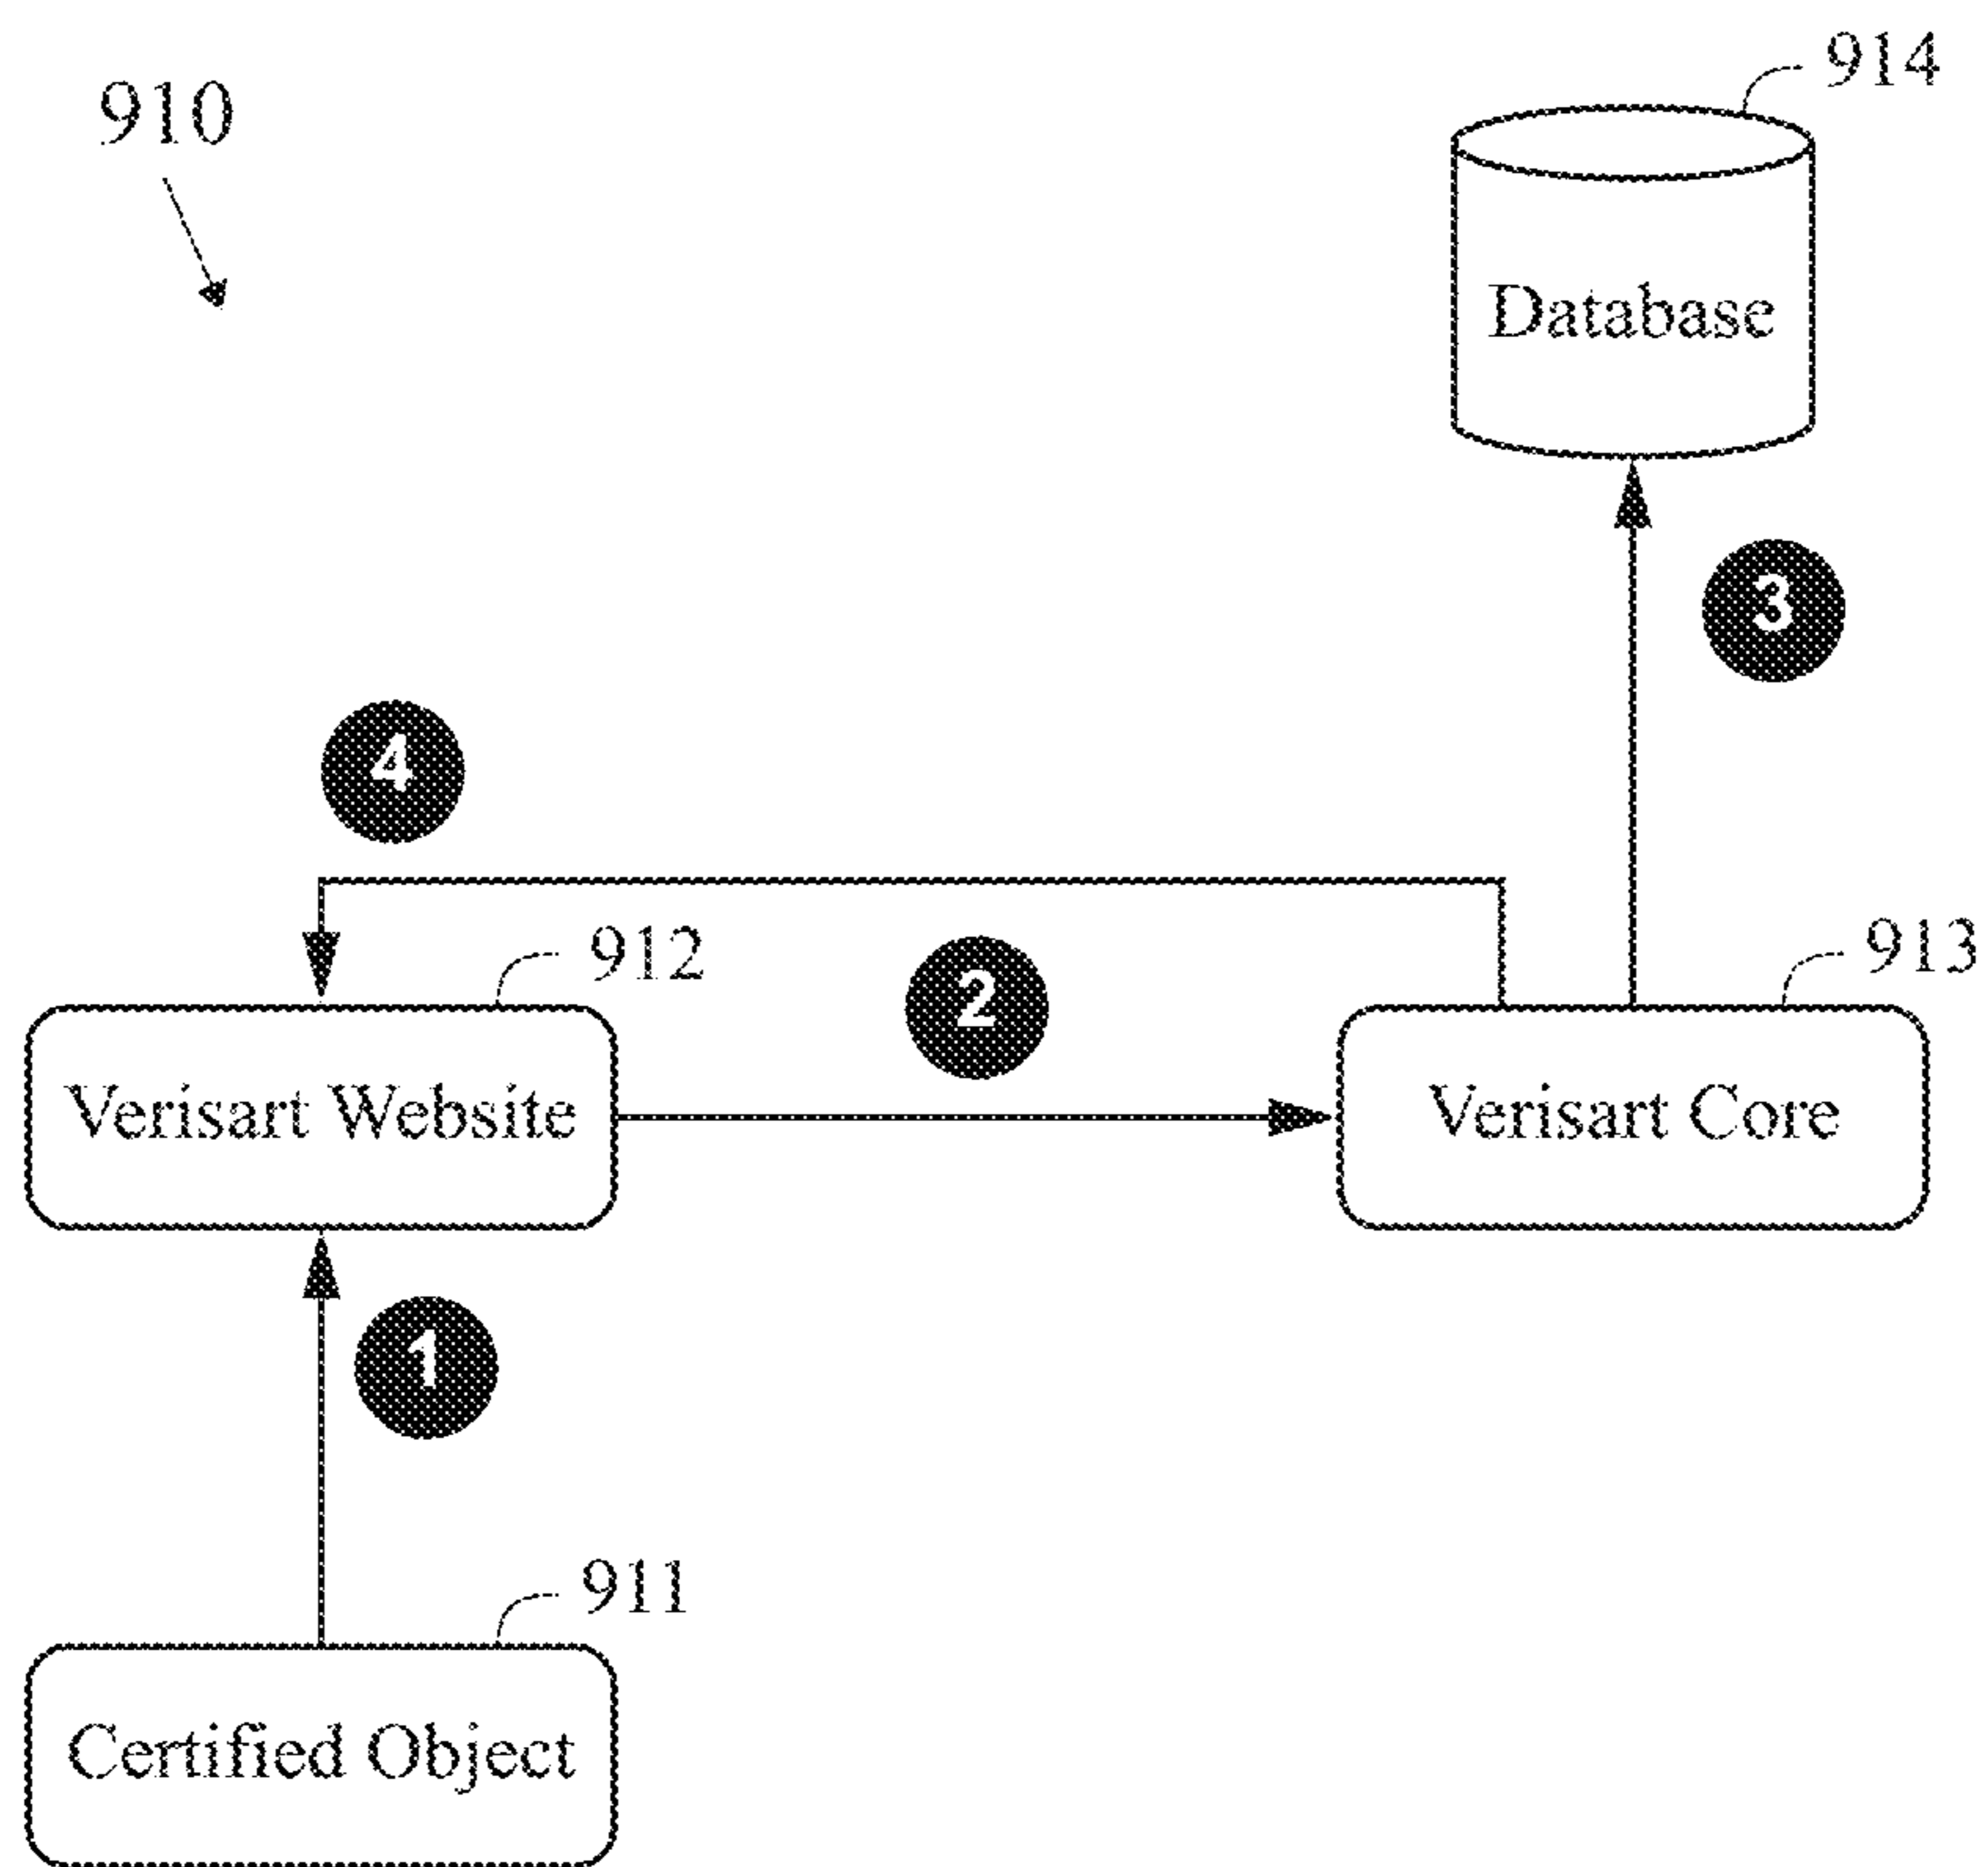 914
910
Database
3
4
912
913
2
Verisart Website
Verisart Core
1
911
Certified Object